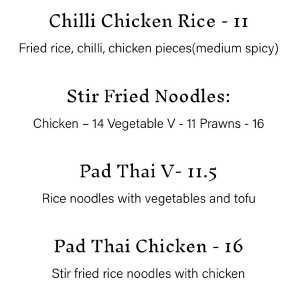 Chilli Chicken Rice - 11
Fried rice, chilli, chicken pieces(medium spicy)
Stir Fried Noodles:
Chicken – 14 Vegetable V - 11 Prawns - 16
Pad Thai V- 11.5
Rice noodles with vegetables and tofu
Pad Thai Chicken - 16
Stir fried rice noodles with chicken